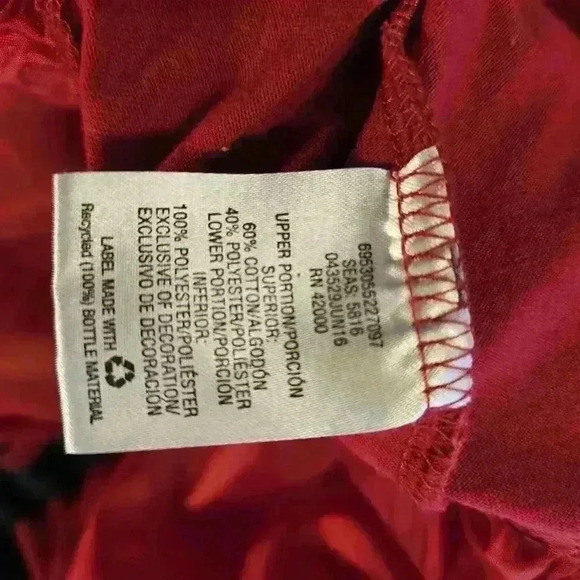 6953055227097
SEAS: 5816
043529JUN16
RN 42000
UPPER PORTION/PORCIÓN
SUPERIOR:
60% COTTON/ALGODÓN
40% POLYESTER/POLIÉSTER
LOWER PORTION/PORCIÓN
INFERIOR:
100% POLYESTER/POLIÉSTER
EXCLUSIVE OF DECORATION/
EXCLUSIVO DE DECORACIÓN
LABEL MADE WITH
Recycled (100%) BOTTLE MATERIAL